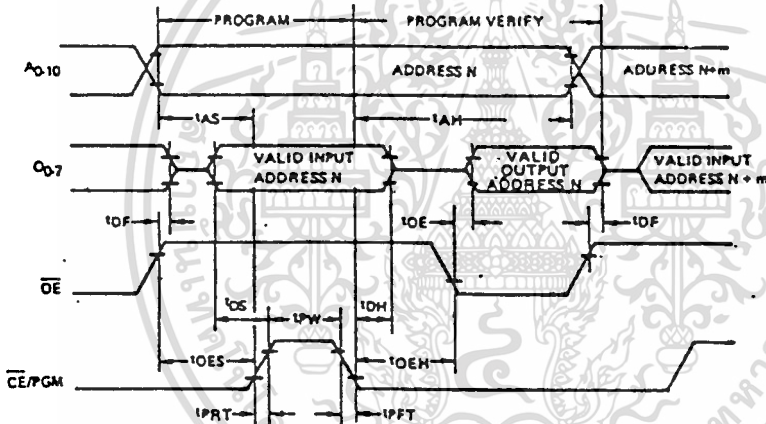 PROGRAM
PROGRAM VERIFY
A0-10
ADDRESS N
ADDRESS N+m
tAS
tAH
O0-7
VALID INPUT
ADDRESS N
VALID
OUTPUT
ADDRESS N
VALID INPUT
ADDRESS N + m
tDF
tOE
tDF
OE
tDS
tPW
tDH
tOES
tOEH
CE/PGM
tPRT
tPFT